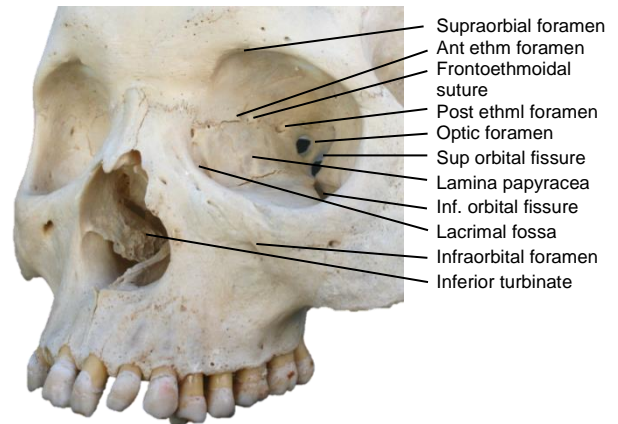 Supraorbial foramen
Ant ethm foramen
Frontoethmoidal
suture
Post ethml foramen
Optic foramen
Sup orbital fissure
Lamina papyracea
Inf. orbital fissure
Lacrimal fossa
Infraorbital foramen
Inferior turbinate